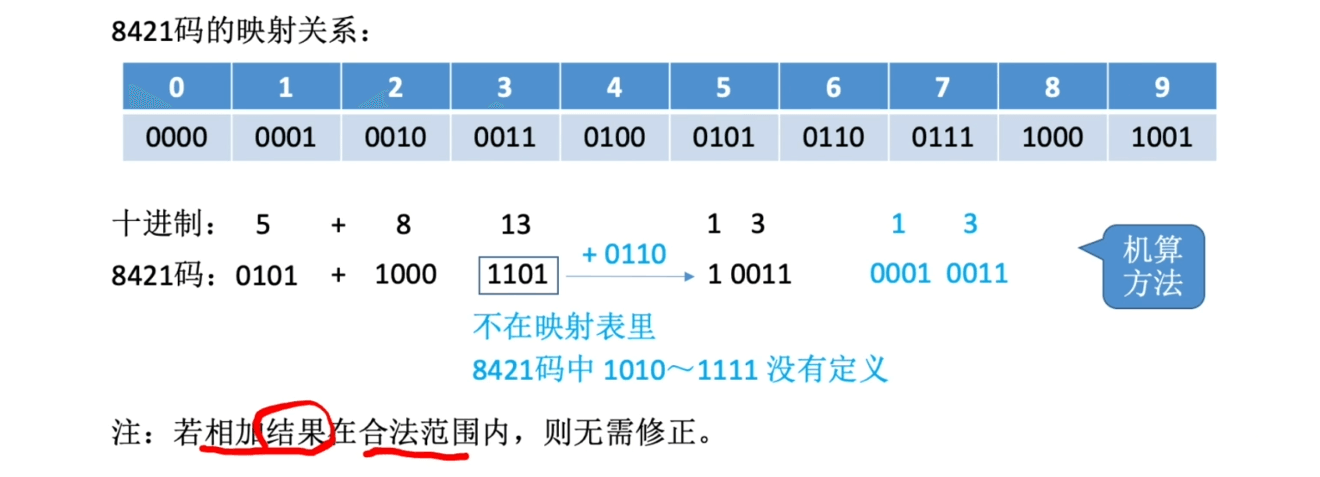 8421码的映射关系：
0 1 2 3 4 5 6 7 8 9
0000 0001 0010 0011 0100 0101 0110 0111 1000 1001
十进制： 5 + 8 13 1 3 1 3
+ 0110
8421码：0101 + 1000 1101 1 0011 0001 0011
机算
方法
不在映射表里
8421码中 1010～1111 没有定义
注：若相加结果在合法范围内，则无需修正。